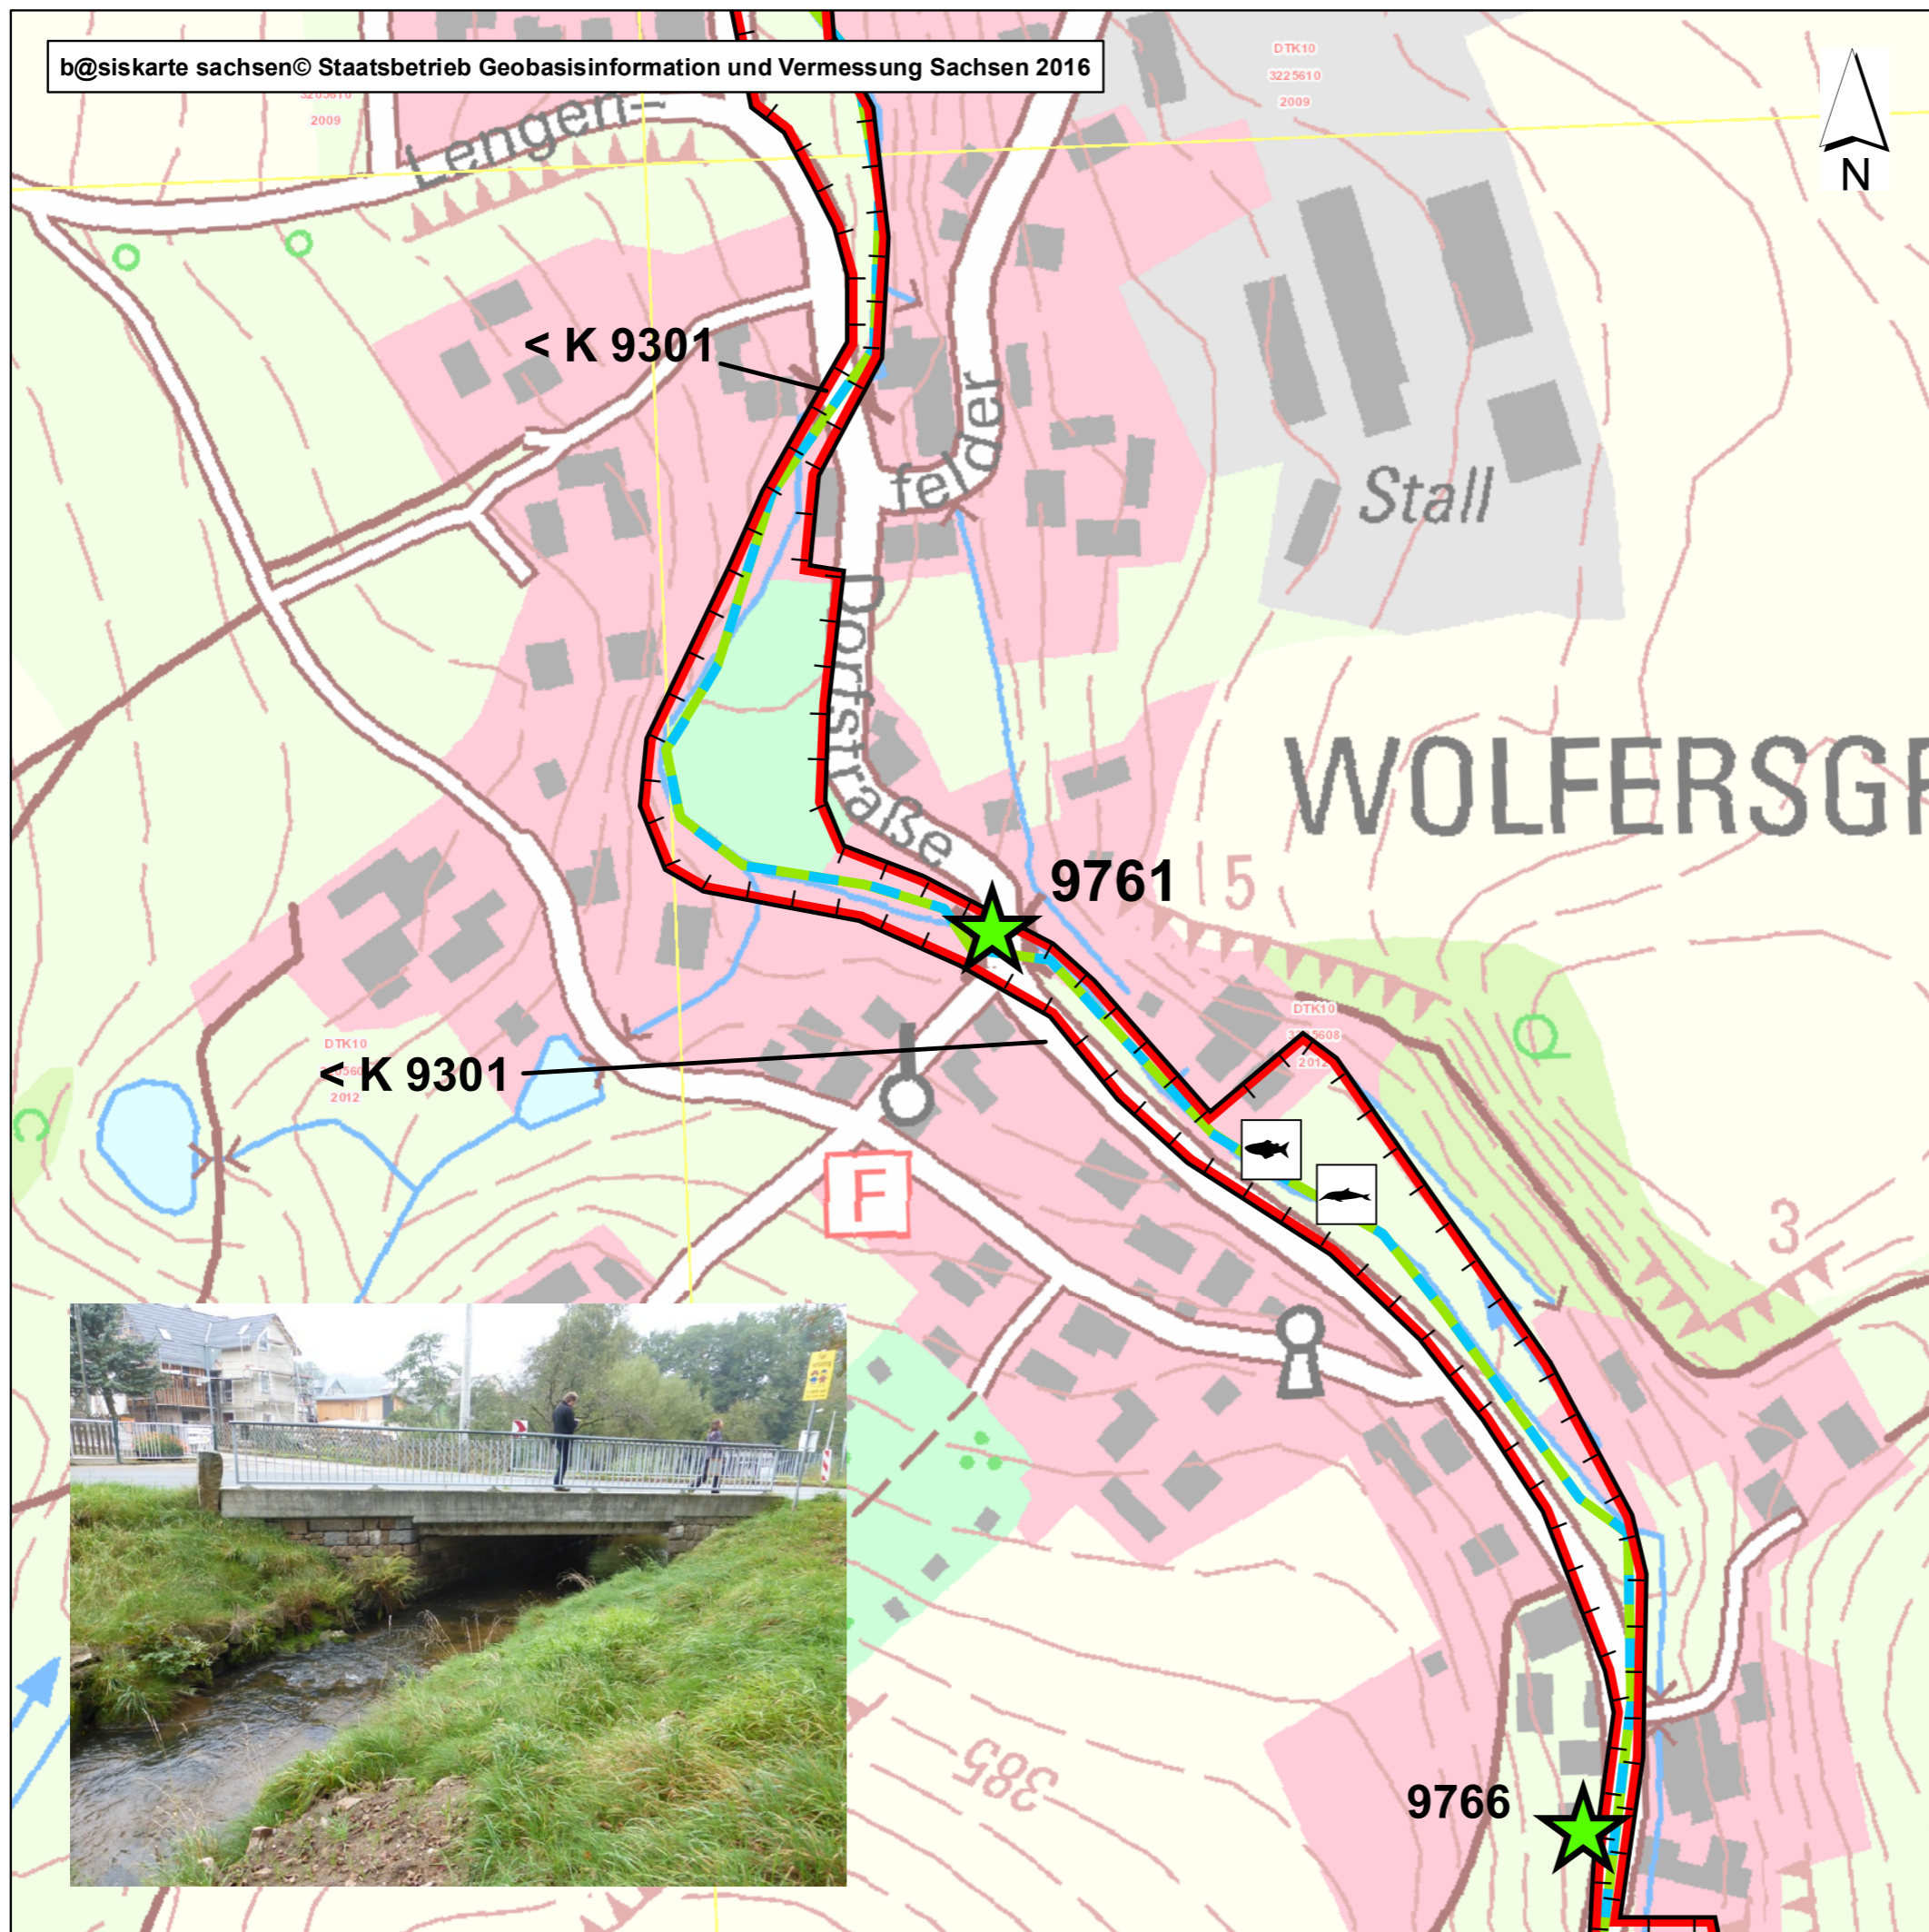 b@siskarte sachsen© Staatsbetrieb Geobasisinformation und Vermessung Sachsen 2016
DTK10
3225610
2009
2009
Lengen-
N
< K 9301
felder
Stall
Dorfstraße
WOLFERSGR
9761
15
DTK10
2012
DTK10
2012
< K 9301
F
3
385
9766